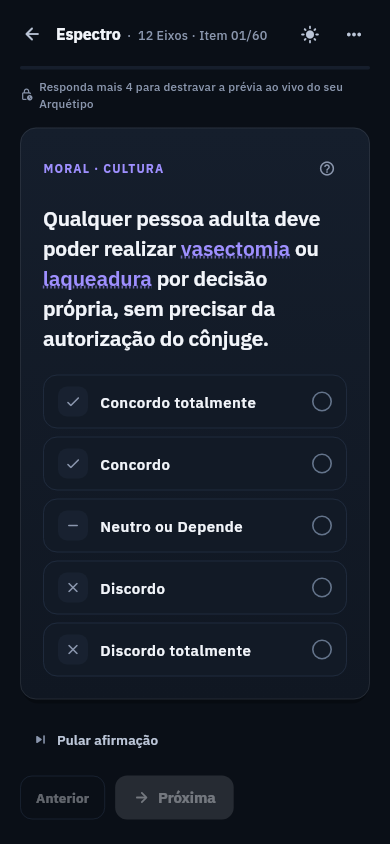 Espectro · 12 Eixos · Item 01/60
Responda mais 4 para destravar a prévia ao vivo do seu
Arquétipo
MORAL · CULTURA
Qualquer pessoa adulta deve
poder realizar vasectomia ou
laqueadura por decisão
própria, sem precisar da
autorização do cônjuge.
Concordo totalmente
Concordo
Neutro ou Depende
Discordo
Discordo totalmente
Pular afirmação
Anterior
Próxima